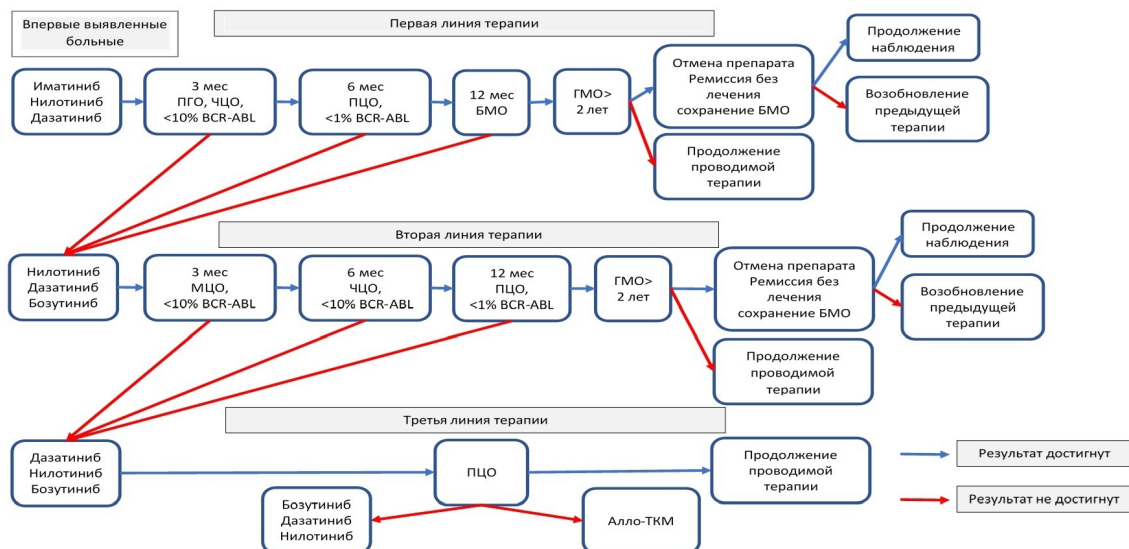 Впервые выявленные
больные
Первая линия терапии
Иматиниб
Нилотиниб
Дазатиниб
3 мес
ПГО, ЧЦО,
<10% BCR-ABL
6 мес
ПЦО,
<1% BCR-ABL
12 мес
БМО
ГМО>
2 лет
Отмена препарата
Ремиссия без
лечения
сохранение БМО
Продолжение
наблюдения
Возобновление
предыдущей
терапии
Продолжение
проводимой
терапии
Вторая линия терапии
Нилотиниб
Дазатиниб
Бозутиниб
3 мес
МЦО,
<10% BCR-ABL
6 мес
ЧЦО,
<10% BCR-ABL
12 мес
ПЦО,
<1% BCR-ABL
ГМО>
2 лет
Отмена препарата
Ремиссия без
лечения
сохранение БМО
Продолжение
наблюдения
Возобновление
предыдущей
терапии
Продолжение
проводимой
терапии
Третья линия терапии
Дазатиниб
Нилотиниб
Бозутиниб
ПЦО
Продолжение
проводимой
терапии
Бозутиниб
Дазатиниб
Нилотиниб
Алло-ТКМ
Результат достигнут
Результат не достигнут